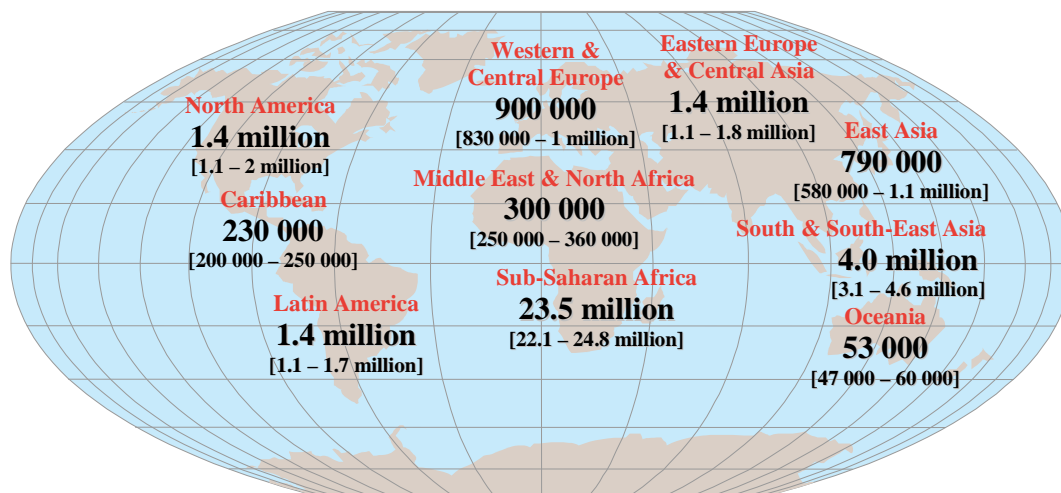 Western &
Central Europe
900 000
[830 000 – 1 million]
Eastern Europe
& Central Asia
1.4 million
[1.1 – 1.8 million]
North America
1.4 million
[1.1 – 2 million]
East Asia
790 000
[580 000 – 1.1 million]
Caribbean
230 000
[200 000 – 250 000]
Middle East & North Africa
300 000
[250 000 – 360 000]
South & South-East Asia
4.0 million
[3.1 – 4.6 million]
Latin America
1.4 million
[1.1 – 1.7 million]
Sub-Saharan Africa
23.5 million
[22.1 – 24.8 million]
Oceania
53 000
[47 000 – 60 000]